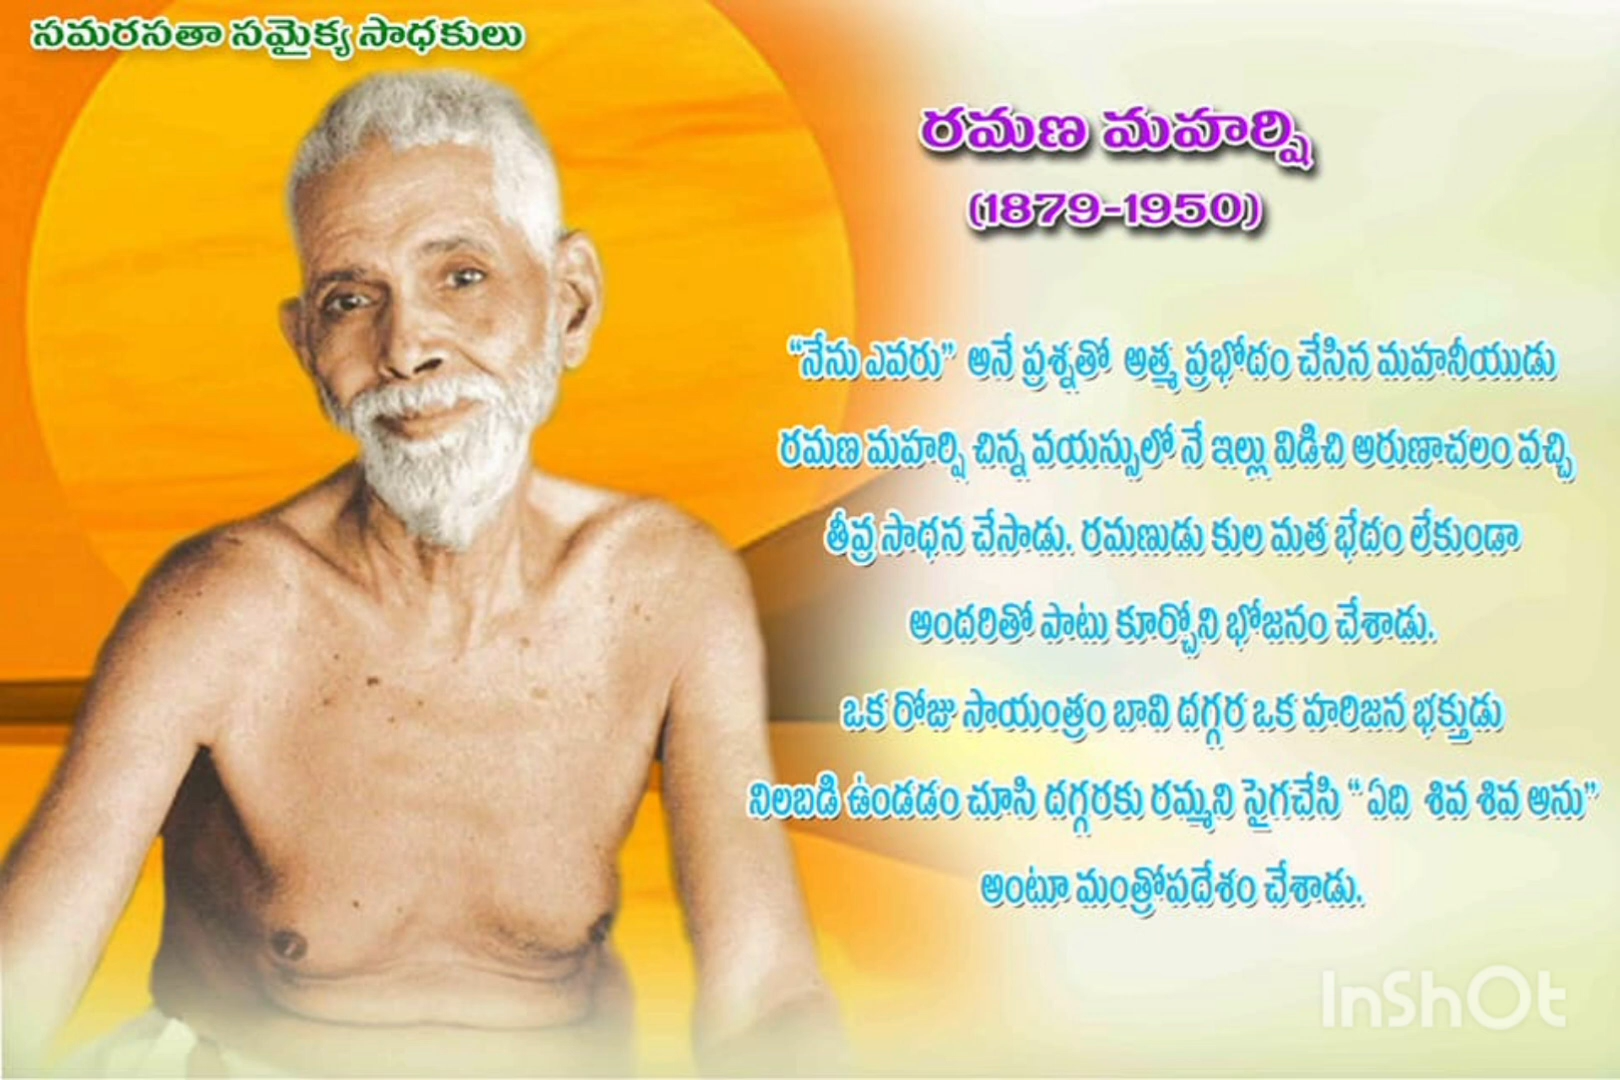 సమరసతా సమైక్య సాధకులు
రమణ మహర్షి
(1879-1950)
“నేను ఎవరు” అనే ప్రశ్నతో అత్మ ప్రభోదం చేసిన మహనీయుడు
రమణ మహర్షి చిన్న వయస్సులో నే ఇల్లు విడిచి అరుణాచలం వచ్చి
తీవ్ర సాధన చేసాడు. రమణుడు కుల మత భేదం లేకుండా
అందరితో పాటు కూర్చోని భోజనం చేశాడు.
ఒక రోజు సాయంత్రం బావి దగ్గర ఒక హరిజన భక్తుడు
నిలబడి ఉండడం చూసి దగ్గరకు రమ్మని సైగచేసి “ ఏది శివ శివ అను”
అంటూ మంత్రోపదేశం చేశాడు.
InShOt